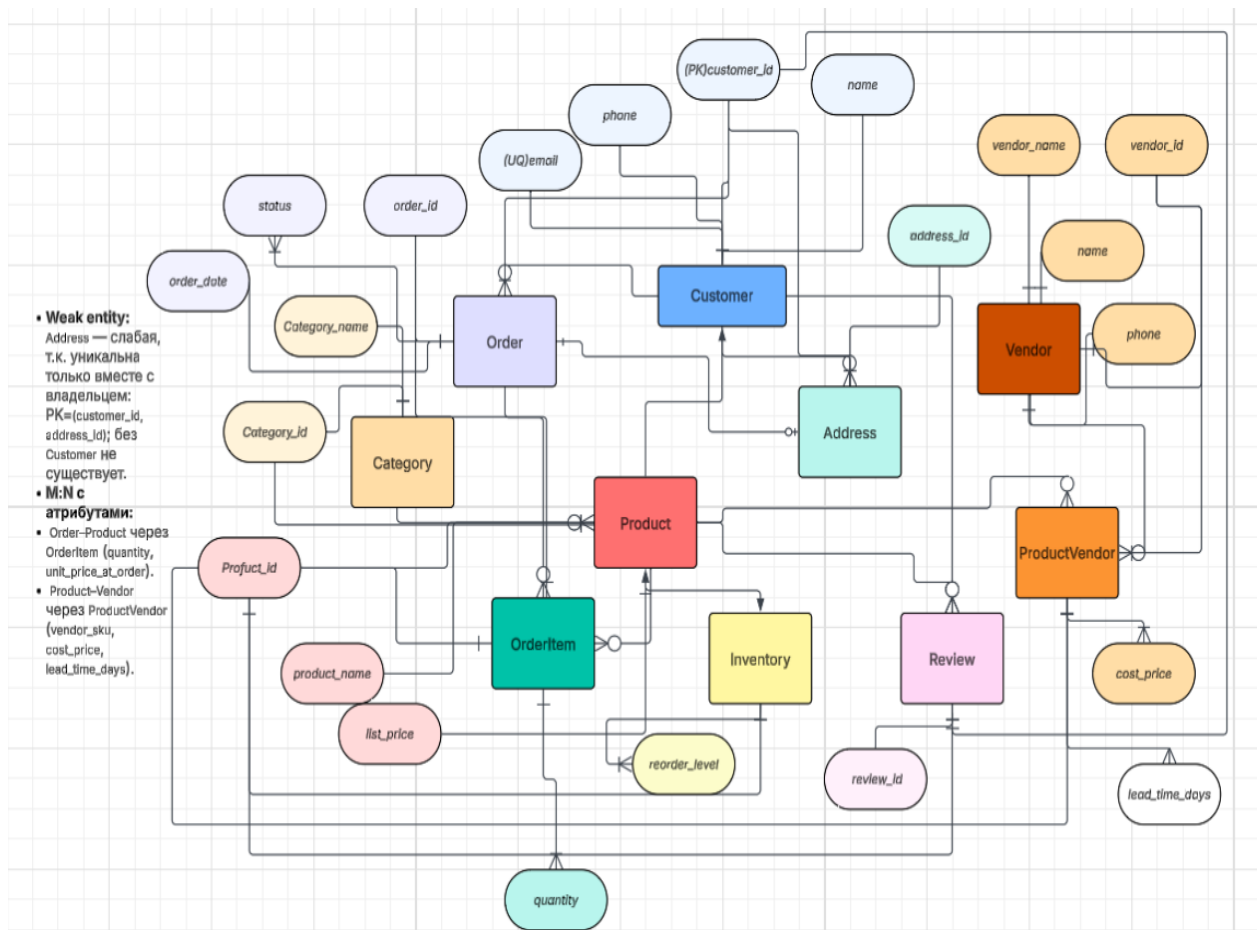 (PK)customer_id
name
phone
(UQ)email
vendor_name
vendor_id
status
order_id
address_id
name
order_date
Customer
Category_name
Order
Vendor
phone
• Weak entity:
Address — слабая,
т.к. уникальна
только вместе с
владельцем:
PK=(customer_id,
address_id); без
Customer не
существует.
• M:N с
атрибутами:
• Order–Product через
OrderItem (quantity,
unit_price_at_order).
• Product–Vendor
через ProductVendor
(vendor_sku,
cost_price,
lead_time_days).
Category_id
Category
Address
Product
ProductVendor
Profuct_id
OrderItem
Inventory
Review
product_name
cost_price
list_price
reorder_level
review_id
lead_time_days
quantity